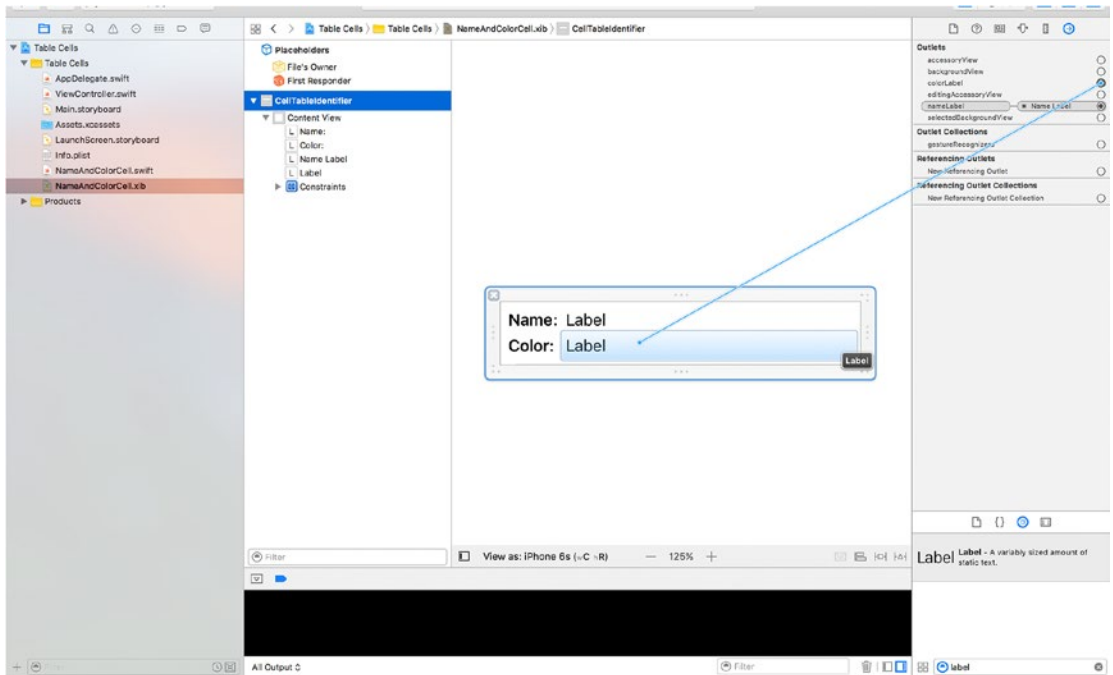 Table Cells
Table Cells
AppDelegate.swift
ViewController.swift
Main.storyboard
Assets.xcassets
LaunchScreen.storyboard
Info.plist
NameAndColorCell.swift
NameAndColorCell.xib
Products
Table Cells
Table Cells
NameAndColorCell.xib
CellTableIdentifier
Placeholders
File's Owner
First Responder
CellTableIdentifier
Content View
L Name:
L Color:
L Name Label
L Label
Constraints
Name: Label
Color: Label
Label
Filter
View as: iPhone 6s
125%
Outlets
accessoryView
backgroundView
colorLabel
editingAccessoryView
nameLabel
Name Label
selectedBackgroundView
Outlet Collections
gestureRecognizers
Referencing Outlets
New Referencing Outlet
Referencing Outlet Collections
New Referencing Outlet Collection
Label Label - A variably sized amount of
static text.
All Output
Filter
label